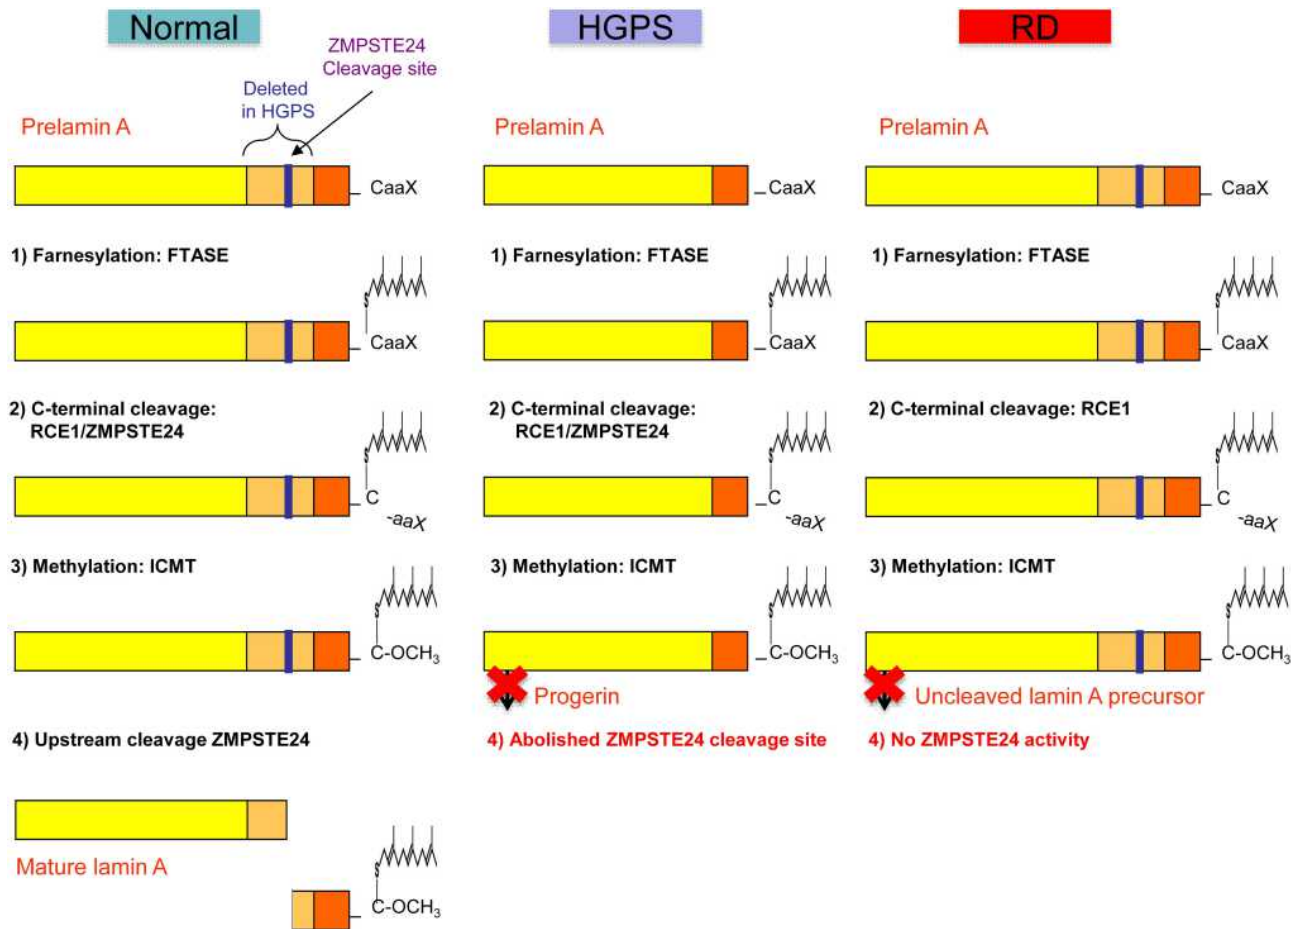 Normal
ZMPSTE24
Cleavage site
Deleted
in HGPS
Prelamin A
CaaX
1) Farnesylation: FTASE
S
CaaX
2) C-terminal cleavage:
RCE1/ZMPSTE24
S
C
-aaX
3) Methylation: ICMT
S
C-OCH3
4) Upstream cleavage ZMPSTE24
Mature lamin A
S
C-OCH3
HGPS
Prelamin A
CaaX
1) Farnesylation: FTASE
S
CaaX
2) C-terminal cleavage:
RCE1/ZMPSTE24
S
C
-aaX
3) Methylation: ICMT
S
C-OCH3
Progerin
4) Abolished ZMPSTE24 cleavage site
RD
Prelamin A
CaaX
1) Farnesylation: FTASE
S
CaaX
2) C-terminal cleavage: RCE1
S
C
-aaX
3) Methylation: ICMT
S
C-OCH3
Uncleaved lamin A precursor
4) No ZMPSTE24 activity